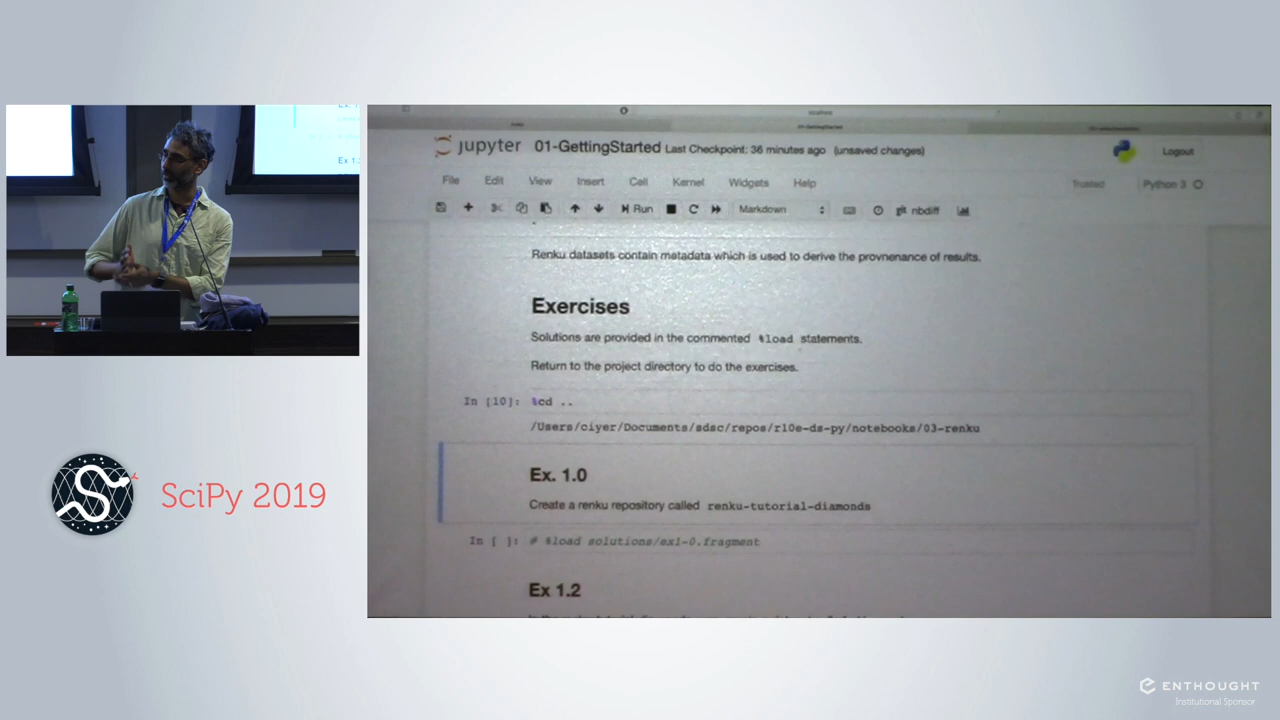 Ex 1.
jupyter 01-GettingStarted Last Checkpoint: 36 minutes ago (unsaved changes)
Logout
File Edit View Insert Cell Kernel Widgets Help
Trusted Python 3
Run Markdown nbdiff
Renku datasets contain metadata which is used to derive the provnenance of results.
Exercises
Solutions are provided in the commented %load statements.
Return to the project directory to do the exercises.
In [10]: %cd ..
/Users/ciyer/Documents/sdsc/repos/r10e-ds-py/notebooks/03-renku
Ex. 1.0
Create a renku repository called renku-tutorial-diamonds
In [ ]: # %load solutions/ex1-0.fragment
Ex 1.2
SciPy 2019
ENTHOUGHT
Institutional Sponsor